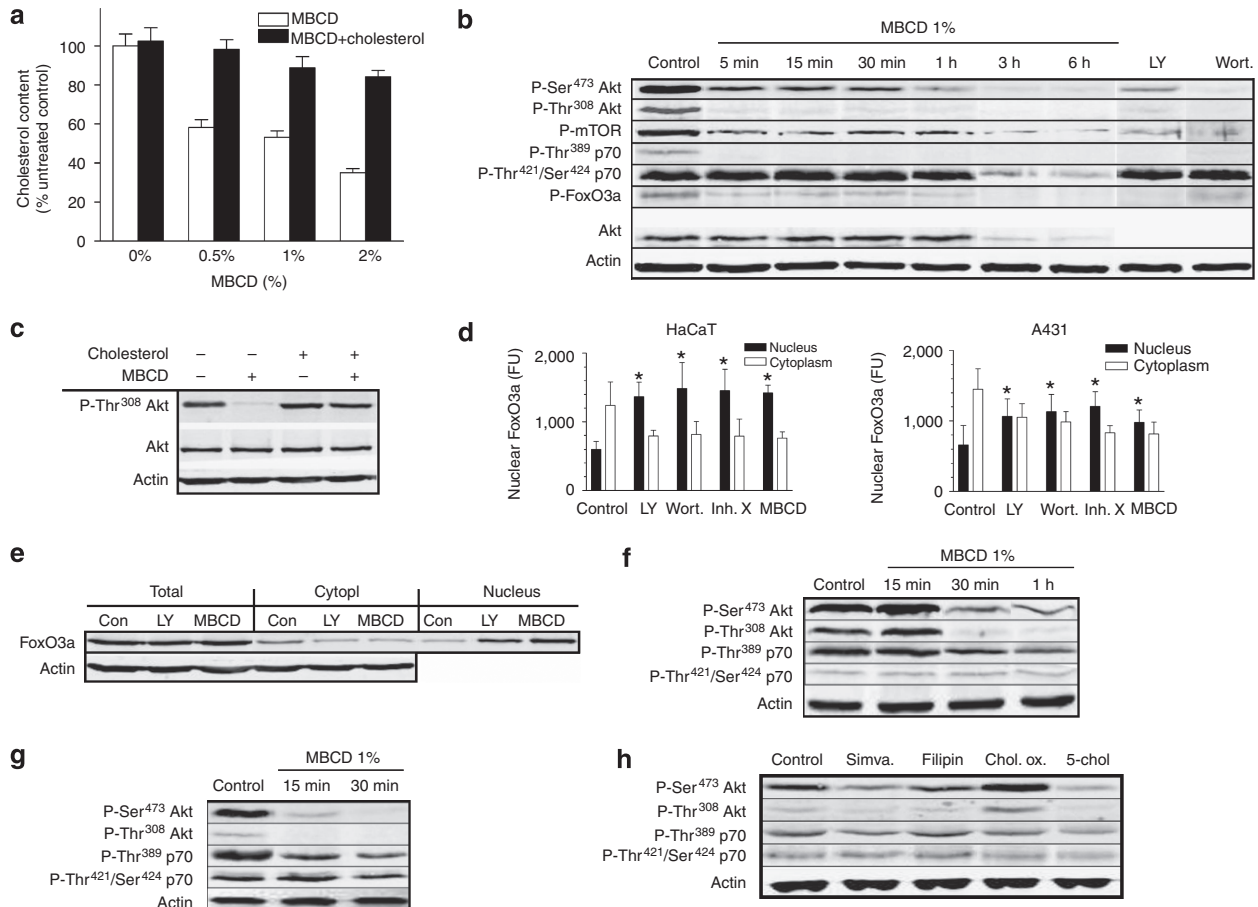 a
Cholesterol content
(% untreated control)
100
80
60
40
20
0
MBCD
MBCD+cholesterol
0% 0.5% 1% 2%
MBCD (%)
b
MBCD 1%
Control 5 min 15 min 30 min 1 h 3 h 6 h LY Wort.
P-Ser473 Akt
P-Thr308 Akt
P-mTOR
P-Thr389 p70
P-Thr421/Ser424 p70
P-FoxO3a
Akt
Actin
c
Cholesterol – – + +
MBCD – + – +
P-Thr308 Akt
Akt
Actin
d
HaCaT
Nucleus
Cytoplasm
Nuclear FoxO3a (FU)
2,000
1,000
0
* * * *
Control LY Wort. Inh. X MBCD
A431
Nucleus
Cytoplasm
Nuclear FoxO3a (FU)
2,000
1,000
0
* * * *
Control LY Wort. Inh. X MBCD
e
Total Cytopl Nucleus
Con LY MBCD Con LY MBCD Con LY MBCD
FoxO3a
Actin
f
MBCD 1%
Control 15 min 30 min 1 h
P-Ser473 Akt
P-Thr308 Akt
P-Thr389 p70
P-Thr421/Ser424 p70
Actin
g
MBCD 1%
Control 15 min 30 min
P-Ser473 Akt
P-Thr308 Akt
P-Thr389 p70
P-Thr421/Ser424 p70
Actin
h
Control Simva. Filipin Chol. ox. 5-chol
P-Ser473 Akt
P-Thr308 Akt
P-Thr389 p70
P-Thr421/Ser424 p70
Actin